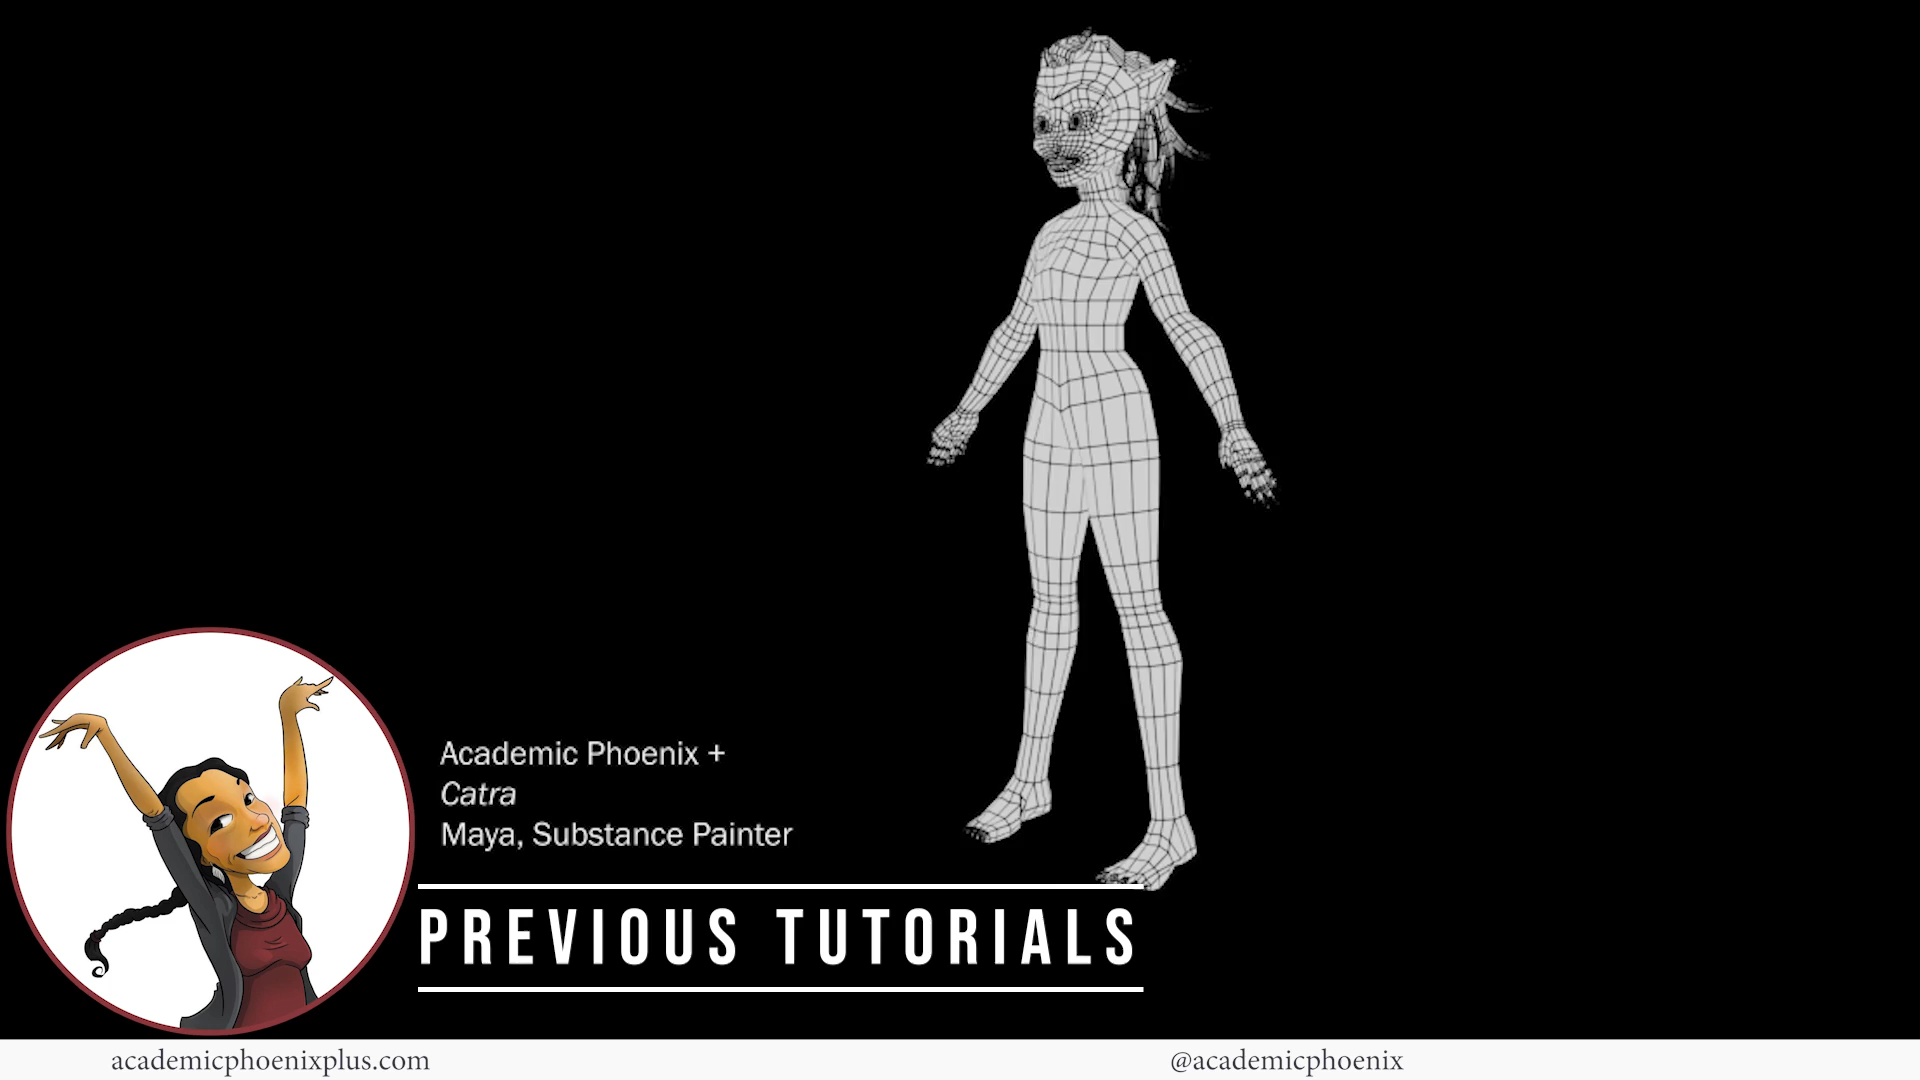 Academic Phoenix +
Catra
Maya, Substance Painter
PREVIOUS TUTORIALS
academicphoenixplus.com
@academicphoenix